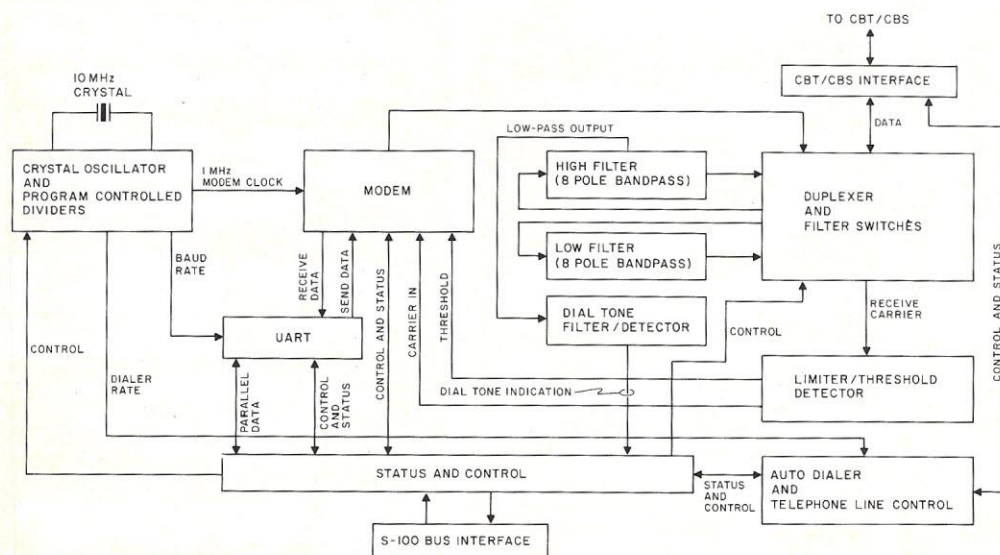 TO CBT/CBS
10 MHz
CRYSTAL
CBT/CBS INTERFACE
LOW-PASS OUTPUT
DATA
CRYSTAL OSCILLATOR
AND
PROGRAM CONTROLLED
DIVIDERS
1 MHz
MODEM CLOCK
MODEM
HIGH FILTER
(8 POLE BANDPASS)
DUPLEXER
AND
FILTER SWITCHES
LOW FILTER
(8 POLE BANDPASS)
BAUD
RATE
RECEIVE
DATA
SEND DATA
CONTROL AND STATUS
CARRIER IN
THRESHOLD
CONTROL AND STATUS
DIAL TONE
FILTER/DETECTOR
RECEIVE
CARRIER
UART
CONTROL
CONTROL
DIALER
RATE
PARALLEL
DATA
CONTROL
AND
STATUS
DIAL TONE INDICATION
LIMITER/THRESHOLD
DETECTOR
STATUS AND CONTROL
STATUS
AND
CONTROL
AUTO DIALER
AND
TELEPHONE LINE CONTROL
S-100 BUS INTERFACE